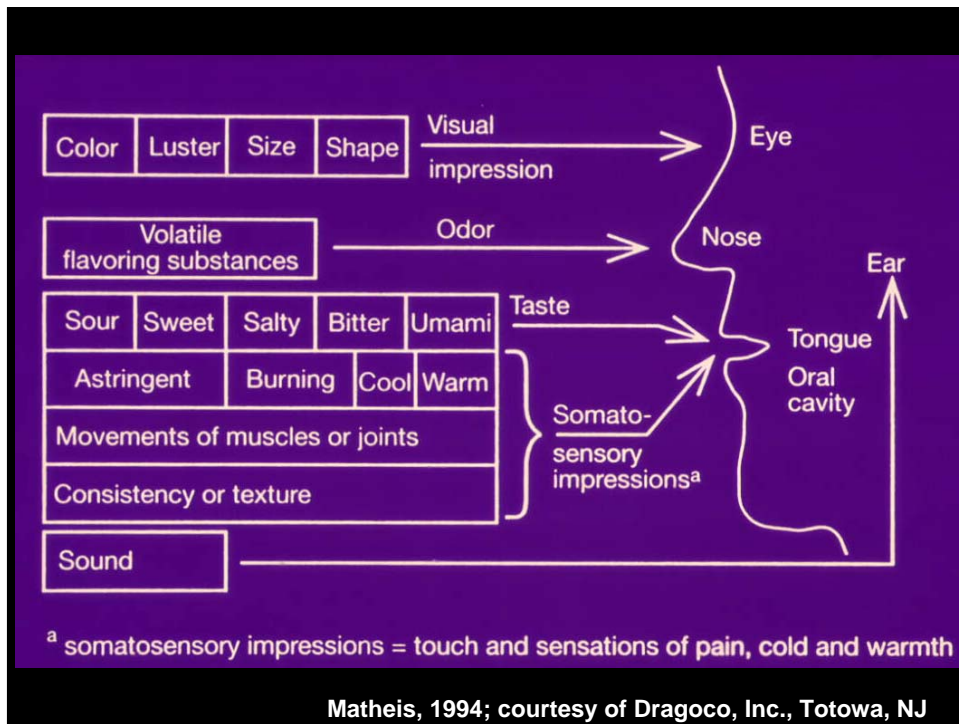 Color Luster Size Shape
Visual
impression
Eye
Volatile
flavoring substances
Odor
Nose
Ear
Sour Sweet Salty Bitter Umami
Taste
Tongue
Oral
cavity
Astringent Burning Cool Warm
Movements of muscles or joints
Consistency or texture
Somato-
sensory
impressionsa
Sound
a somatosensory impressions = touch and sensations of pain, cold and warmth
Matheis, 1994; courtesy of Dragoco, Inc., Totowa, NJ